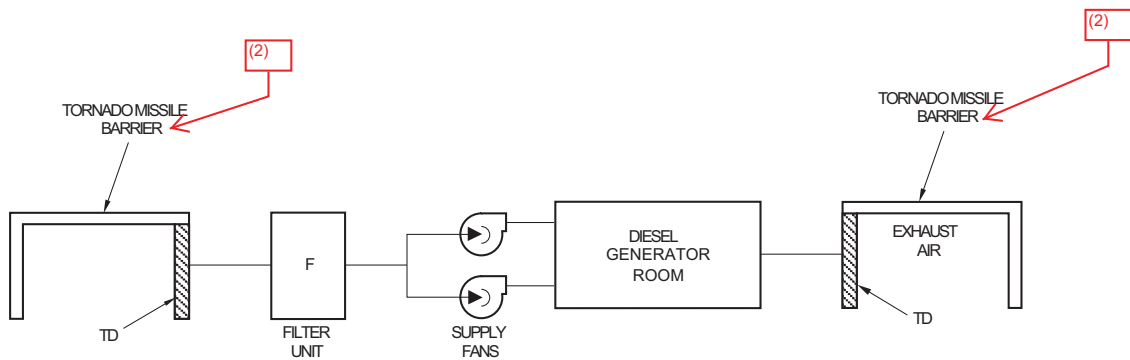 (2)
(2)
TORNADO MISSILE
BARRIER
TORNADO MISSILE
BARRIER
F
DIESEL
GENERATOR
ROOM
EXHAUST
AIR
TD
FILTER
UNIT
SUPPLY
FANS
TD